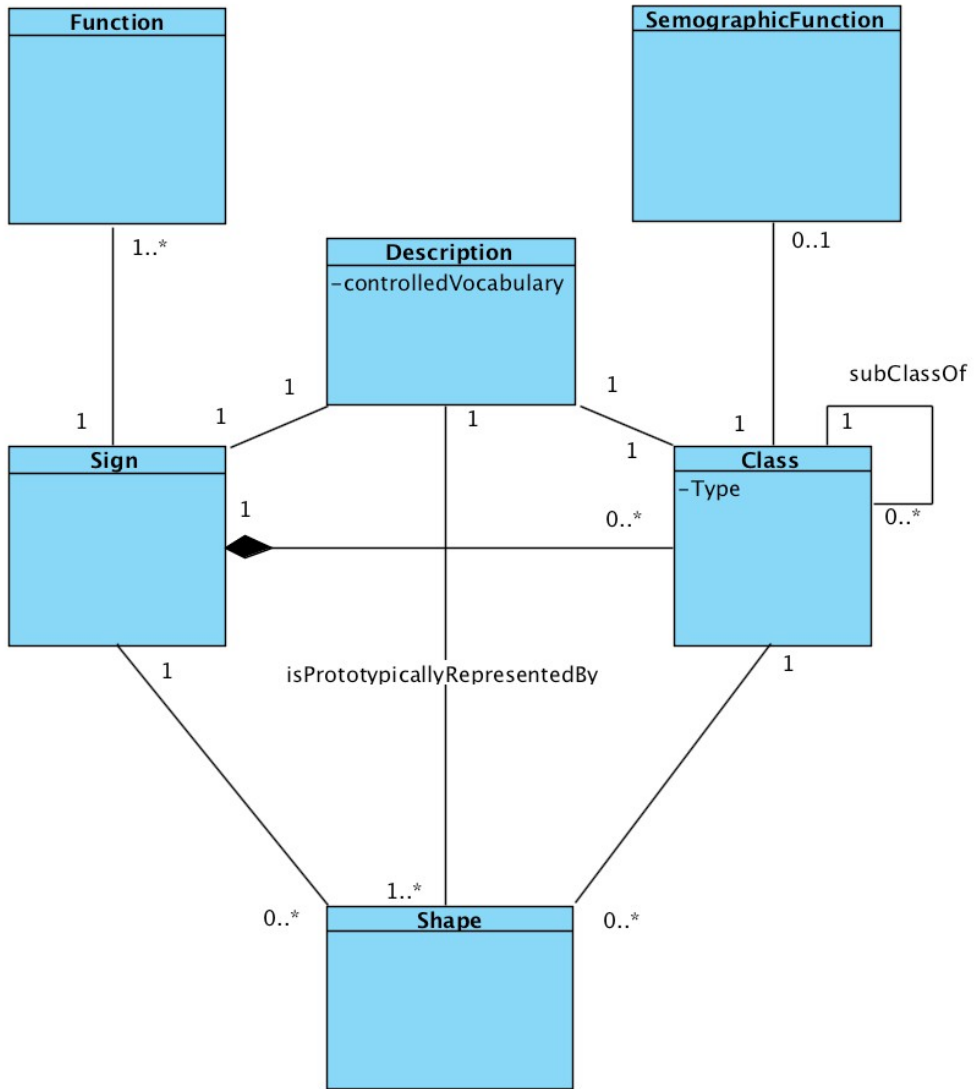 Function
SemographicFunction
1..*
0..1
Description
-controlledVocabulary
subClassOf
1
1
1
1
1
1
1
1
Sign
Class
-Type
1
0..*
0..*
1
1
isPrototypicallyRepresentedBy
1..*
0..*
0..*
Shape